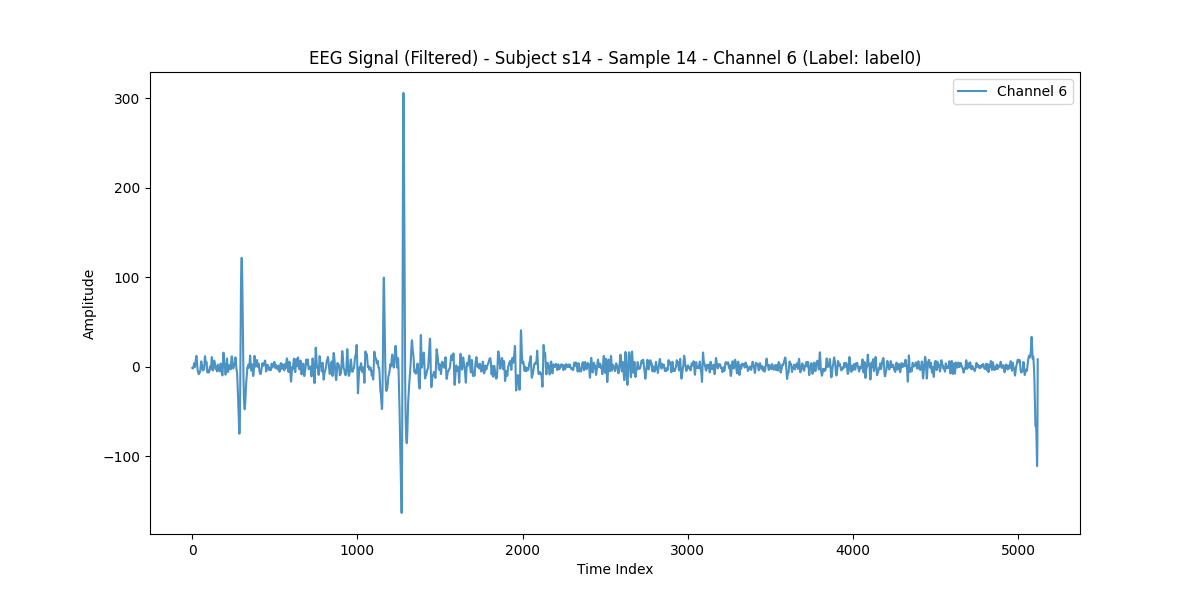 EEG Signal (Filtered) - Subject s14 - Sample 14 - Channel 6 (Label: label0)
Channel 6
300
200
100
0
−100
Amplitude
0 1000 2000 3000 4000 5000
Time Index